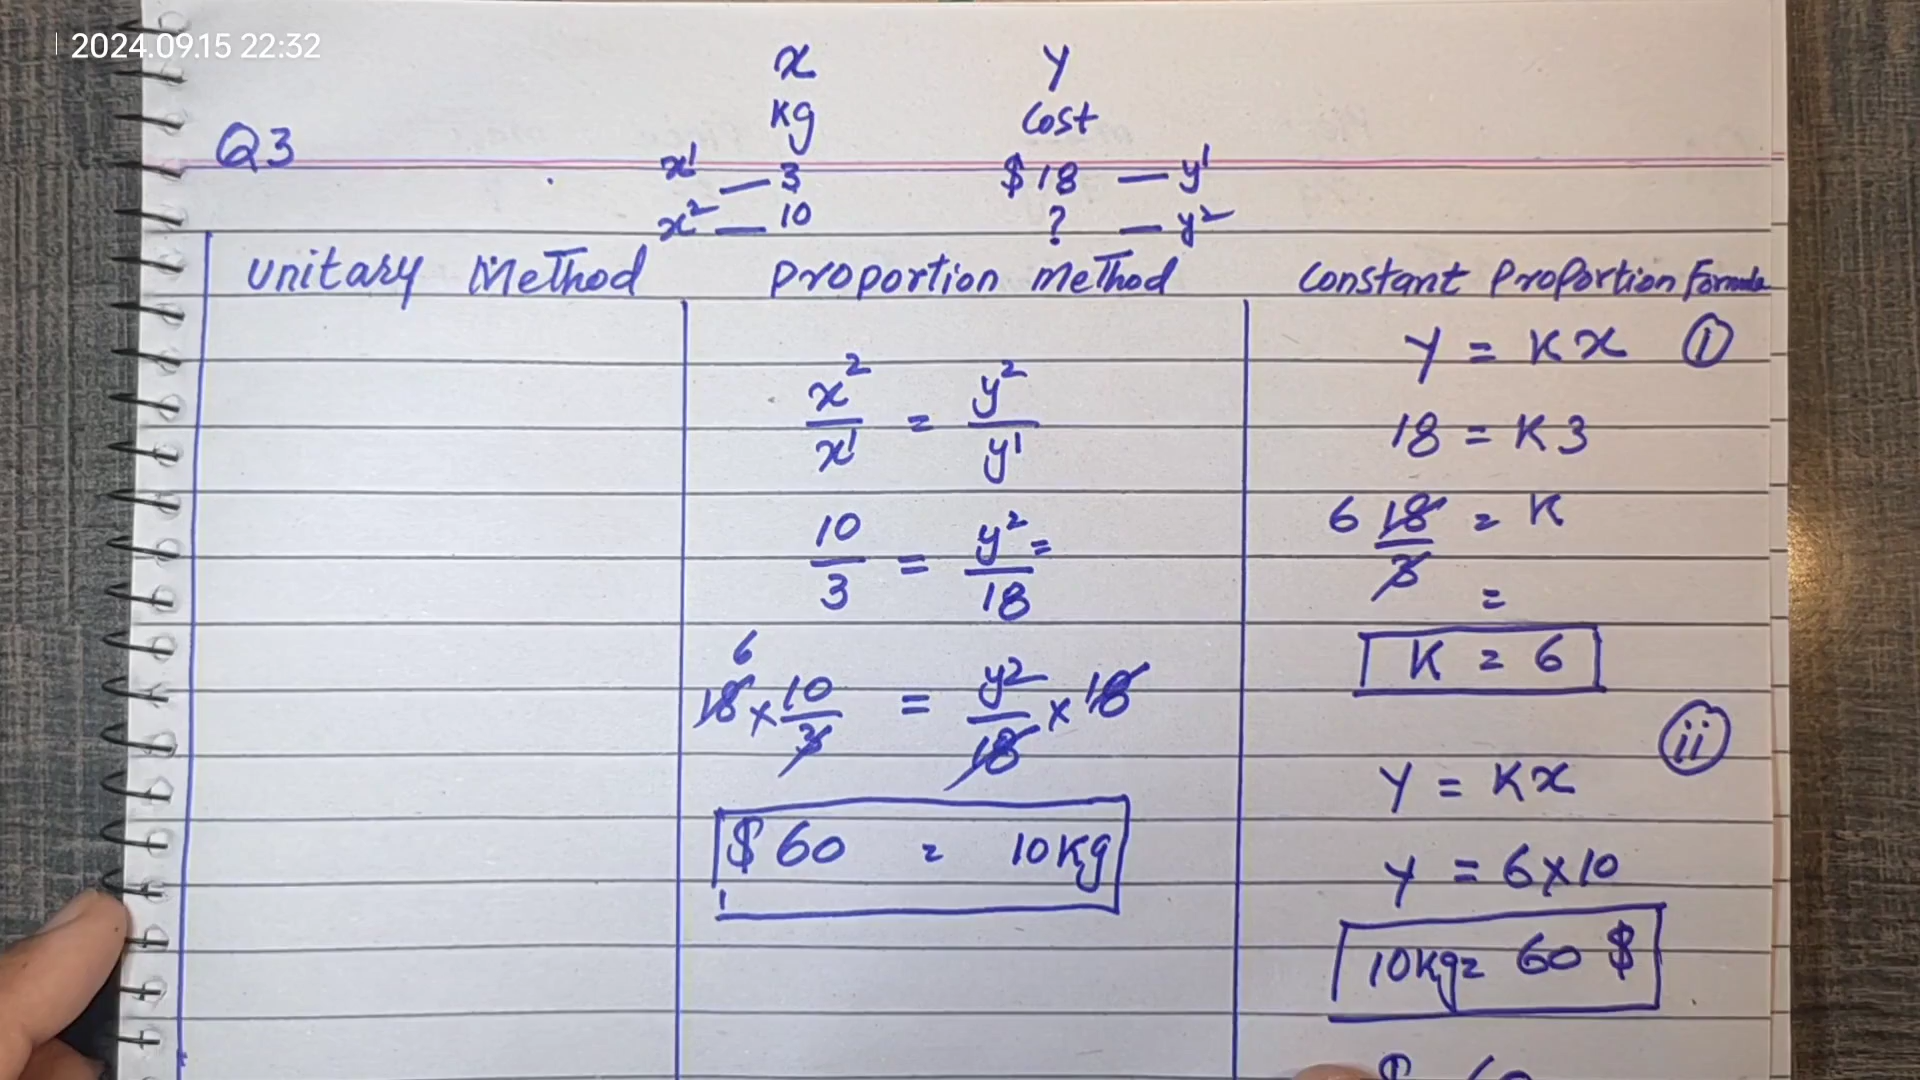 2024.09.15 22:32
x y
kg cost
Q3
x¹ — 3 $18 — y¹
x² — 10 ? — y²
Unitary Method
Proportion Method
x²/x¹ = y²/y¹
10/3 = y²/18 =
6
18 × 10/3 = y²/18 × 18
$60 = 10kg
Constant Proportion Formula
y = Kx (i)
18 = K3
6 18/3 = K
=
K = 6
(ii)
y = Kx
y = 6×10
10kg = 60 $